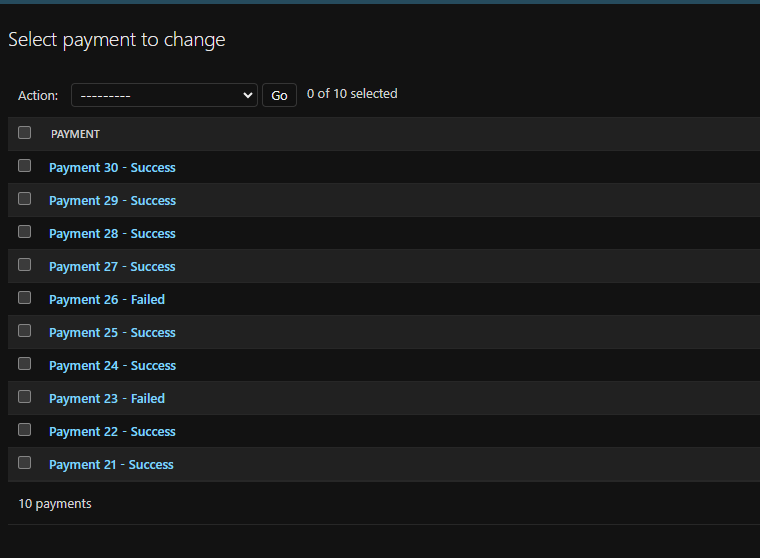 Select payment to change
Action: --------- Go 0 of 10 selected
PAYMENT
Payment 30 - Success
Payment 29 - Success
Payment 28 - Success
Payment 27 - Success
Payment 26 - Failed
Payment 25 - Success
Payment 24 - Success
Payment 23 - Failed
Payment 22 - Success
Payment 21 - Success
10 payments